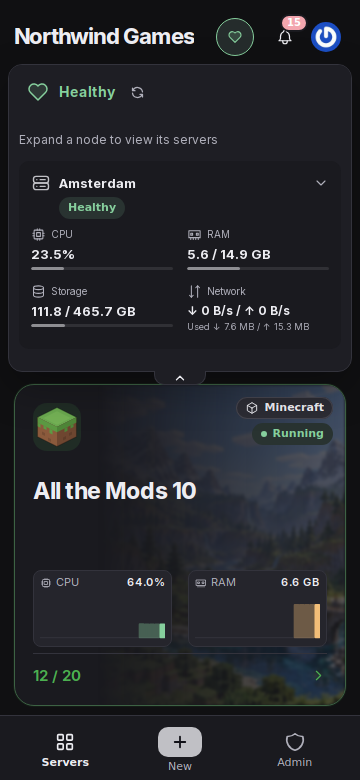 Northwind Games
15
Healthy
Expand a node to view its servers
Amsterdam
Healthy
CPU
23.5%
RAM
5.6 / 14.9 GB
Storage
111.8 / 465.7 GB
Network
↓ 0 B/s / ↑ 0 B/s
Used ↓ 7.6 MB / ↑ 15.3 MB
Minecraft
Running
All the Mods 10
CPU 64.0%
RAM 6.6 GB
12 / 20
Servers
New
Admin